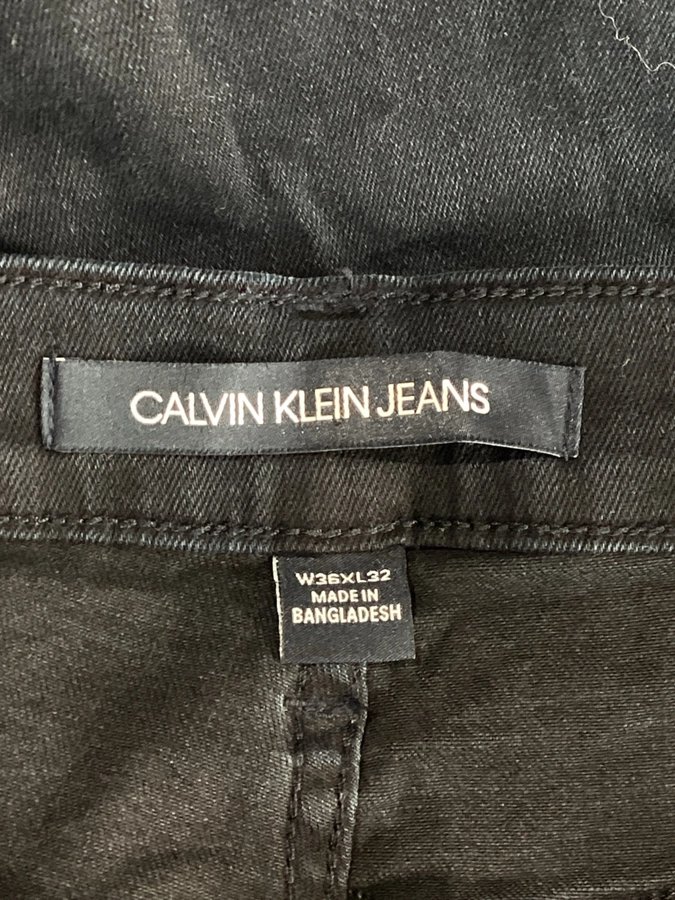 CALVIN KLEIN JEANS
W36XL32
MADE IN
BANGLADESH